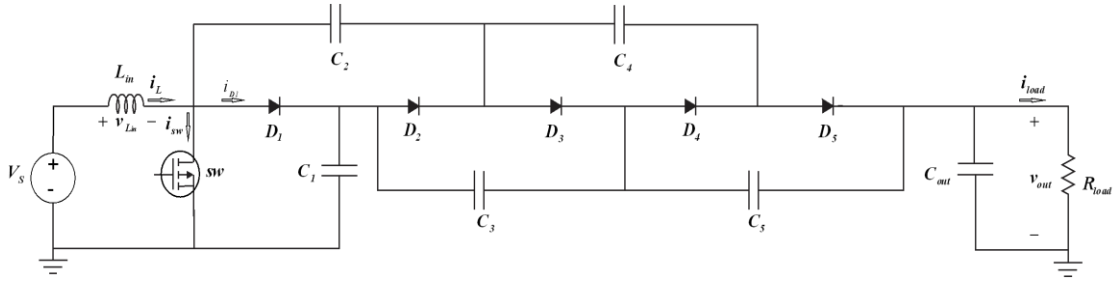 C2
C4
Lin
iL
iD1
iload
+ vLin −
isw
D1
D2
D3
D4
D5
+
VS
+
-
sw
C1
Cout
vout
Rload
C3
C5
−